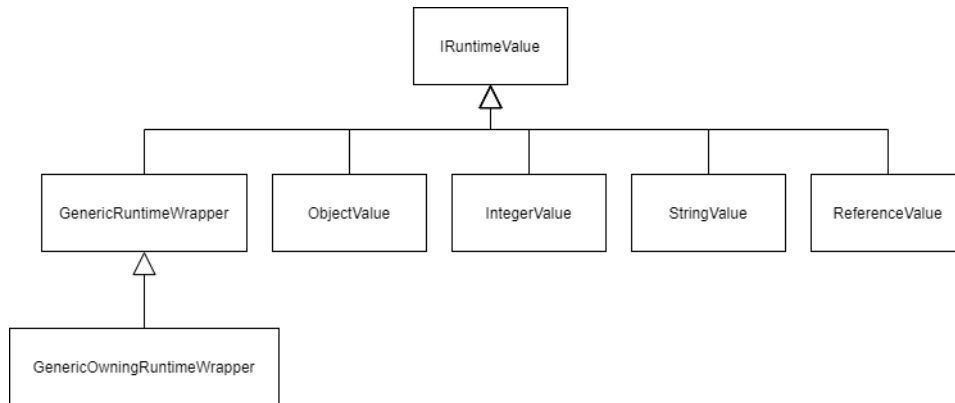 IRuntimeValue
GenericRuntimeWrapper
ObjectValue
IntegerValue
StringValue
ReferenceValue
GenericOwningRuntimeWrapper